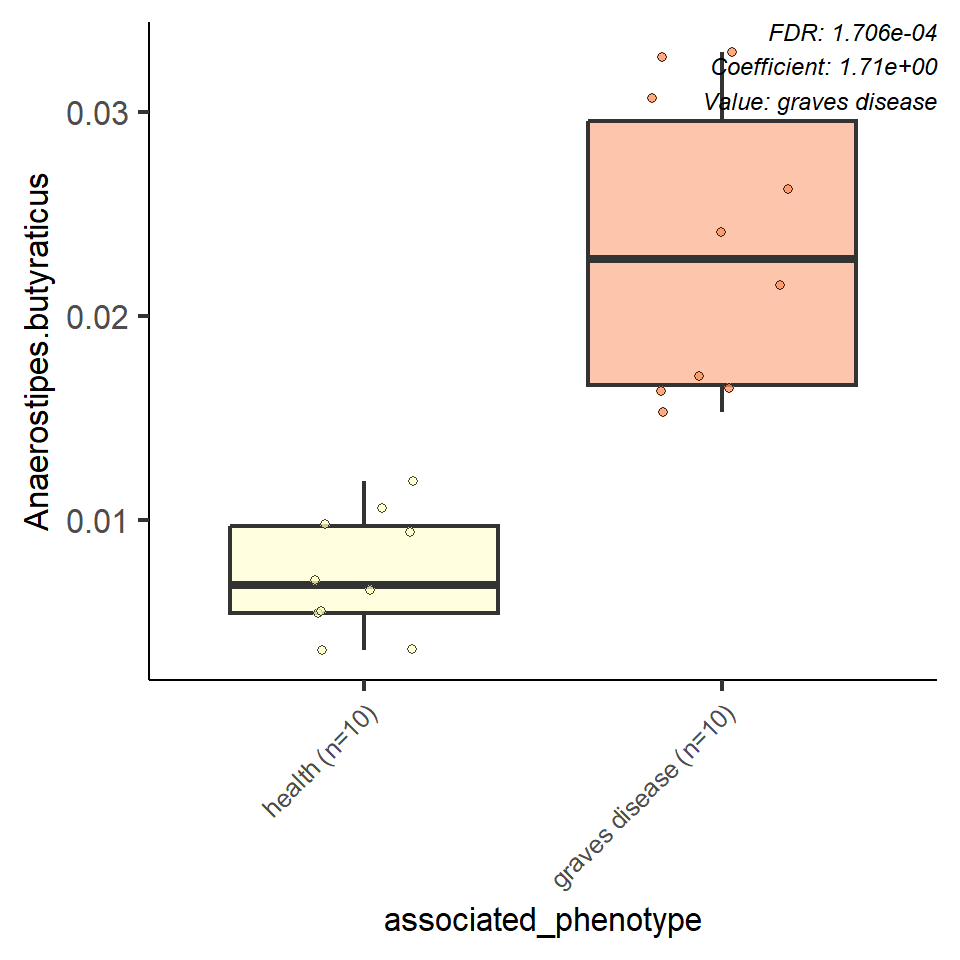 FDR: 1.706e-04
Coefficient: 1.71e+00
Value: graves disease
0.03
0.02
0.01
Anaerostipes.butyraticus
health (n=10)
graves disease (n=10)
associated_phenotype